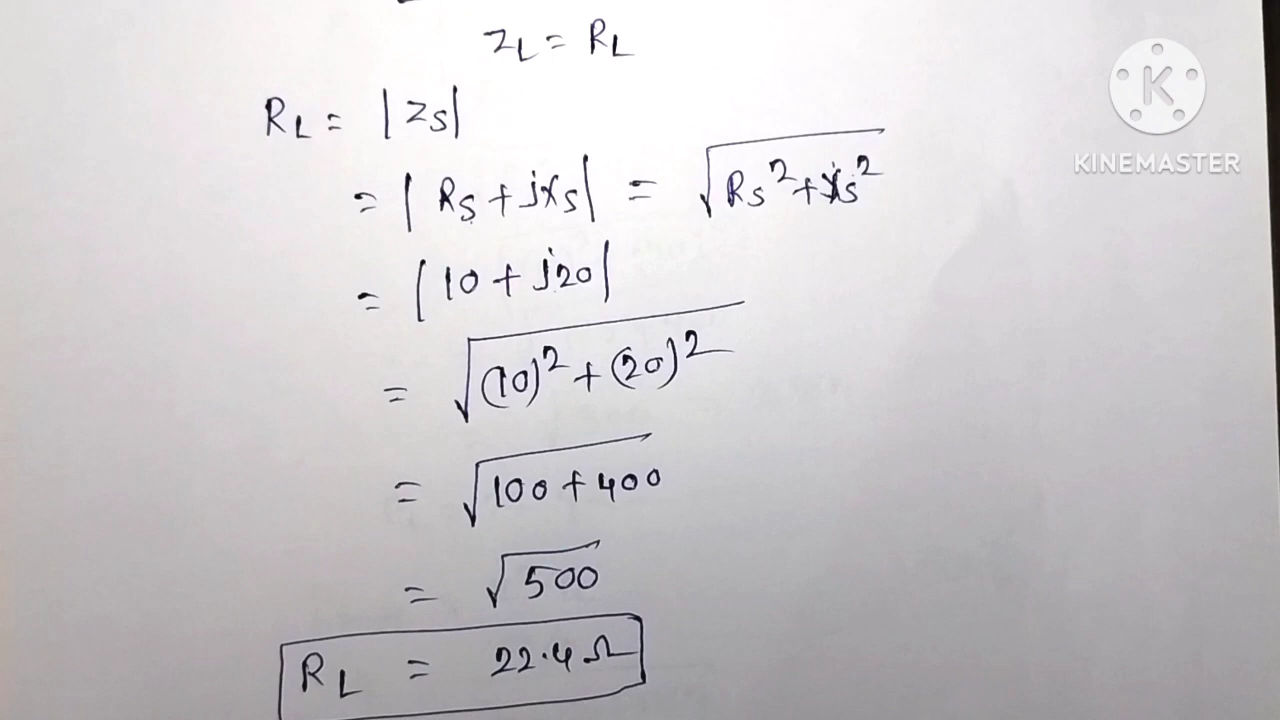 ZL = RL
RL = |ZS|
= |RS + jXS| = √RS² + XS²
= |10 + j20|
= √(10)² + (20)²
= √100 + 400
= √500
RL = 22.4 Ω
K
KINEMASTER